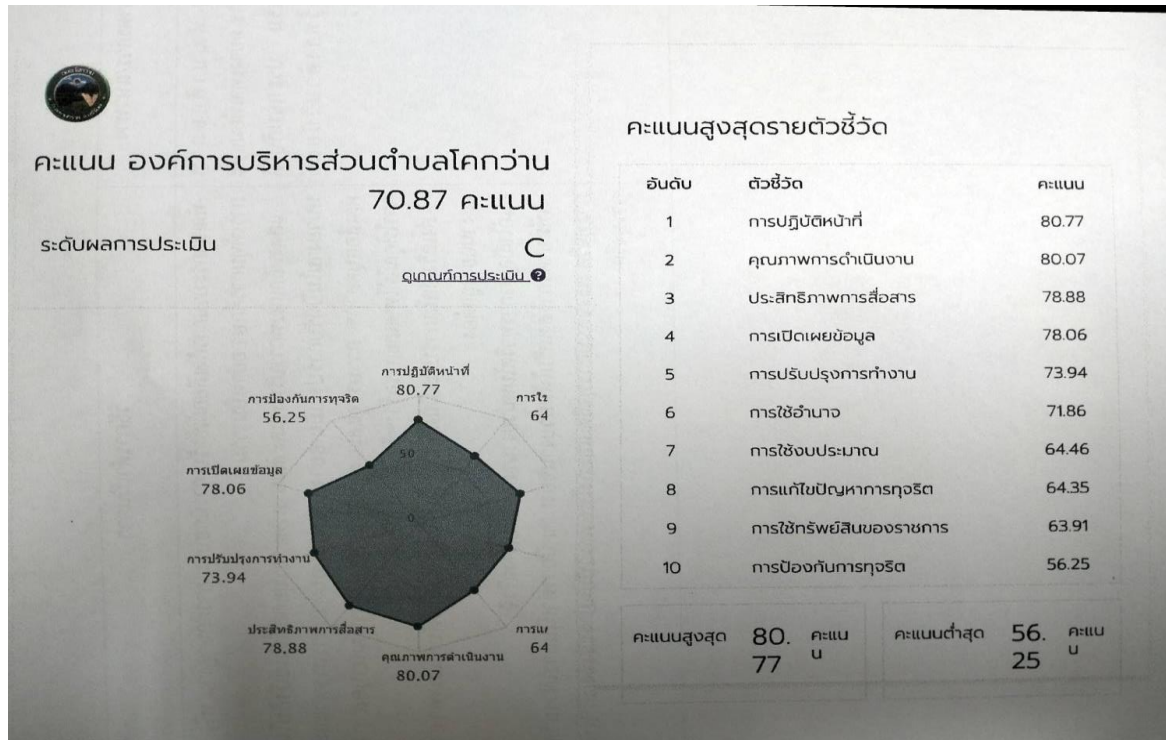 คะแนน องค์การบริหารส่วนตำบลโคกว่าน
70.87 คะแนน
ระดับผลการประเมิน C
ดูเกณฑ์การประเมิน ?
การปฏิบัติหน้าที่
80.77
การใ
64
การป้องกันการทุจริต
56.25
50
การเปิดเผยข้อมูล
78.06
0
การปรับปรุงการทำงาน
73.94
ประสิทธิภาพการสื่อสาร
78.88
คุณภาพการดำเนินงาน
80.07
การแ
64
คะแนนสูงสุดรายตัวชี้วัด
อันดับ ตัวชี้วัด คะแนน
1 การปฏิบัติหน้าที่ 80.77
2 คุณภาพการดำเนินงาน 80.07
3 ประสิทธิภาพการสื่อสาร 78.88
4 การเปิดเผยข้อมูล 78.06
5 การปรับปรุงการทำงาน 73.94
6 การใช้อำนาจ 71.86
7 การใช้งบประมาณ 64.46
8 การแก้ไขปัญหาการทุจริต 64.35
9 การใช้ทรัพย์สินของราชการ 63.91
10 การป้องกันการทุจริต 56.25
คะแนนสูงสุด 80. คะแน
77 น
คะแนนต่ำสุด 56. คะแน
25 น